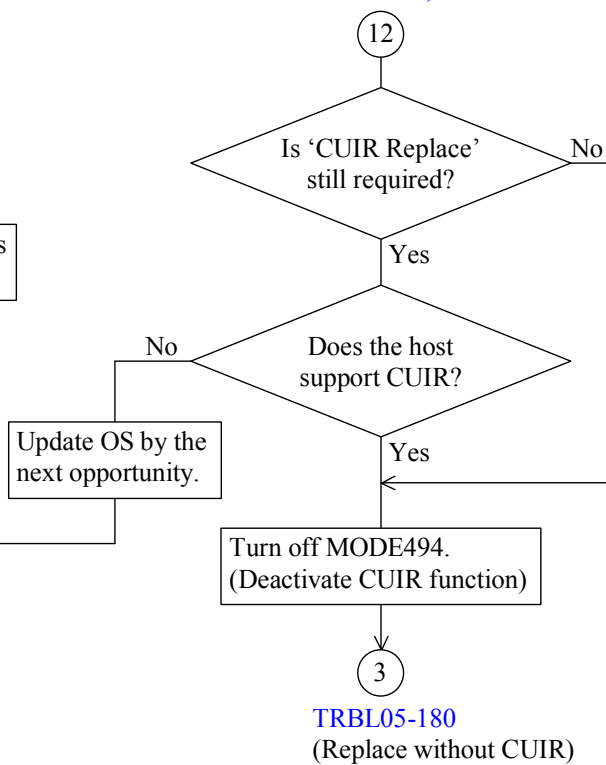 12
Is ‘CUIR Replace’
still required?
No
s
Yes
No
Does the host
support CUIR?
Update OS by the
next opportunity.
Yes
Turn off MODE494.
(Deactivate CUIR function)
3
TRBL05-180
(Replace without CUIR)